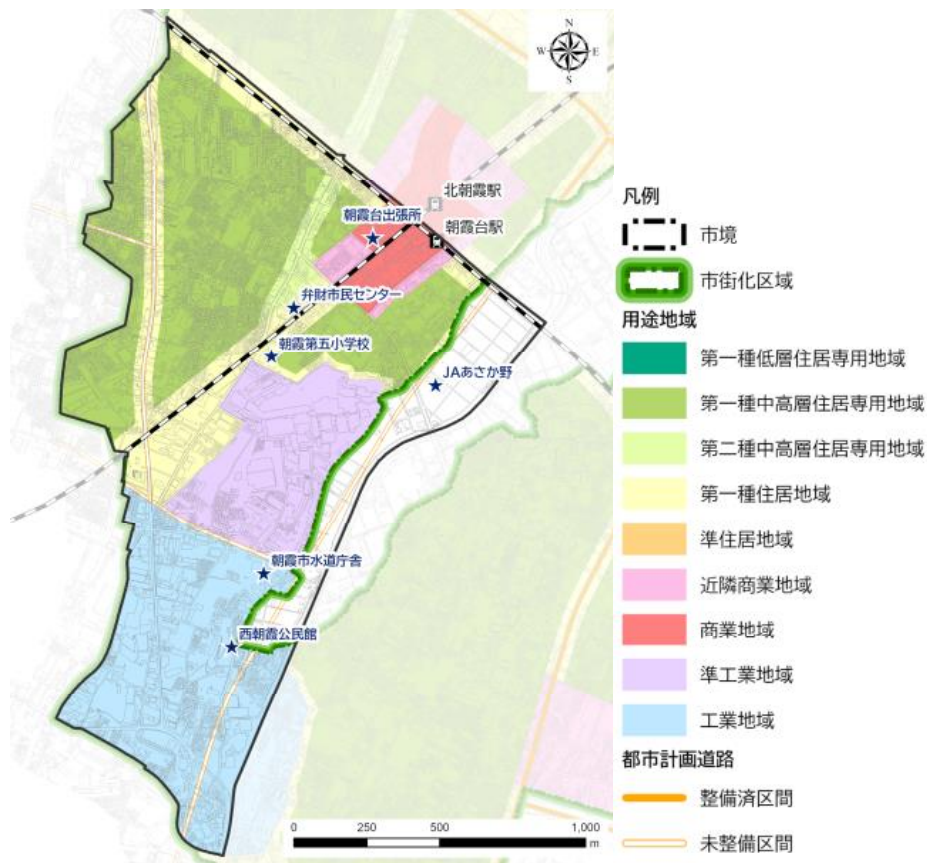 N
W
E
S
北朝霞駅
朝霞台出張所
朝霞台駅
弁財市民センター
朝霞第五小学校
JAあさか野
朝霞市水道庁舎
西朝霞公民館
0 250 500 1,000
m
凡例
市境
市街化区域
用途地域
第一種低層住居専用地域
第一種中高層住居専用地域
第二種中高層住居専用地域
第一種住居地域
準住居地域
近隣商業地域
商業地域
準工業地域
工業地域
都市計画道路
整備済区間
未整備区間